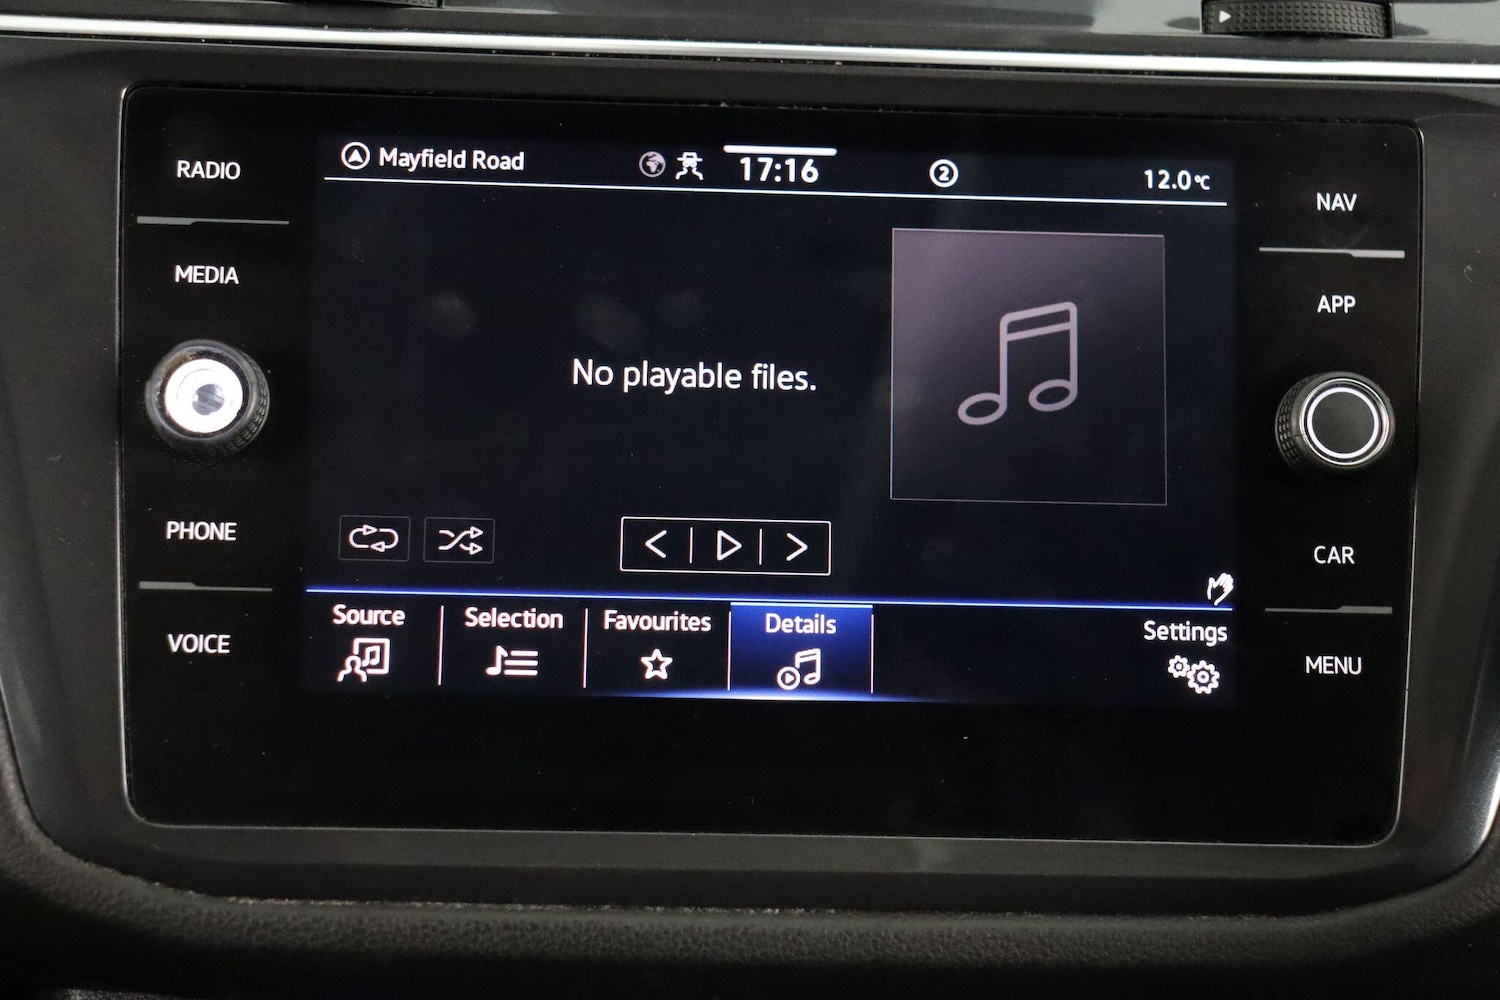 RADIO
MEDIA
PHONE
VOICE
Mayfield Road
17:16
2
12.0°C
No playable files.
Source
Selection
Favourites
Details
Settings
NAV
APP
CAR
MENU